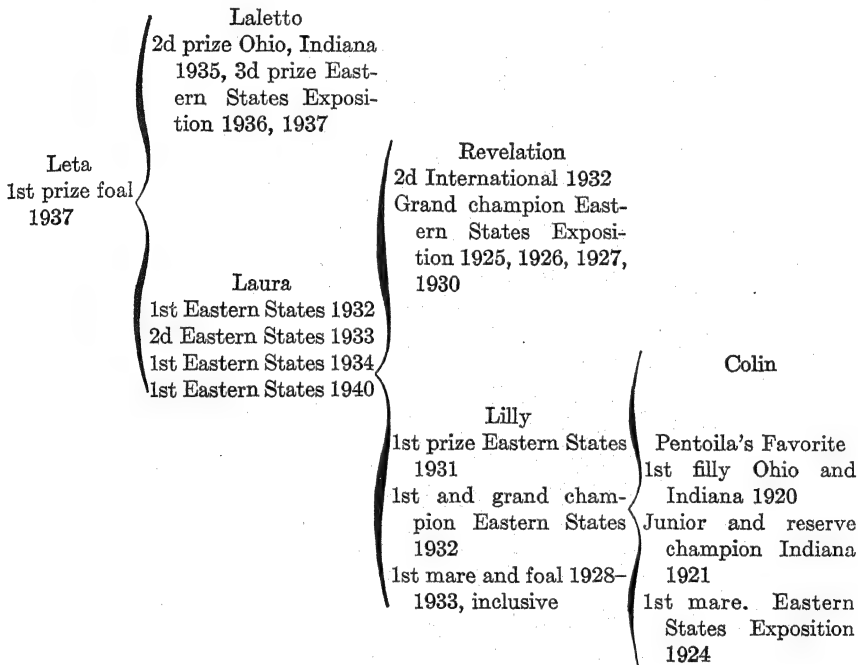 Laletto
2d prize Ohio, Indiana
1935, 3d prize East-
ern States Exposi-
tion 1936, 1937
Leta
1st prize foal
1937
Laura
1st Eastern States 1932
2d Eastern States 1933
1st Eastern States 1934
1st Eastern States 1940
Revelation
2d International 1932
Grand champion East-
ern States Exposi-
tion 1925, 1926, 1927,
1930
Lilly
1st prize Eastern States
1931
1st and grand cham-
pion Eastern States
1932
1st mare and foal 1928–
1933, inclusive
Colin
Pentoila's Favorite
1st filly Ohio and
Indiana 1920
Junior and reserve
champion Indiana
1921
1st mare. Eastern
States Exposition
1924